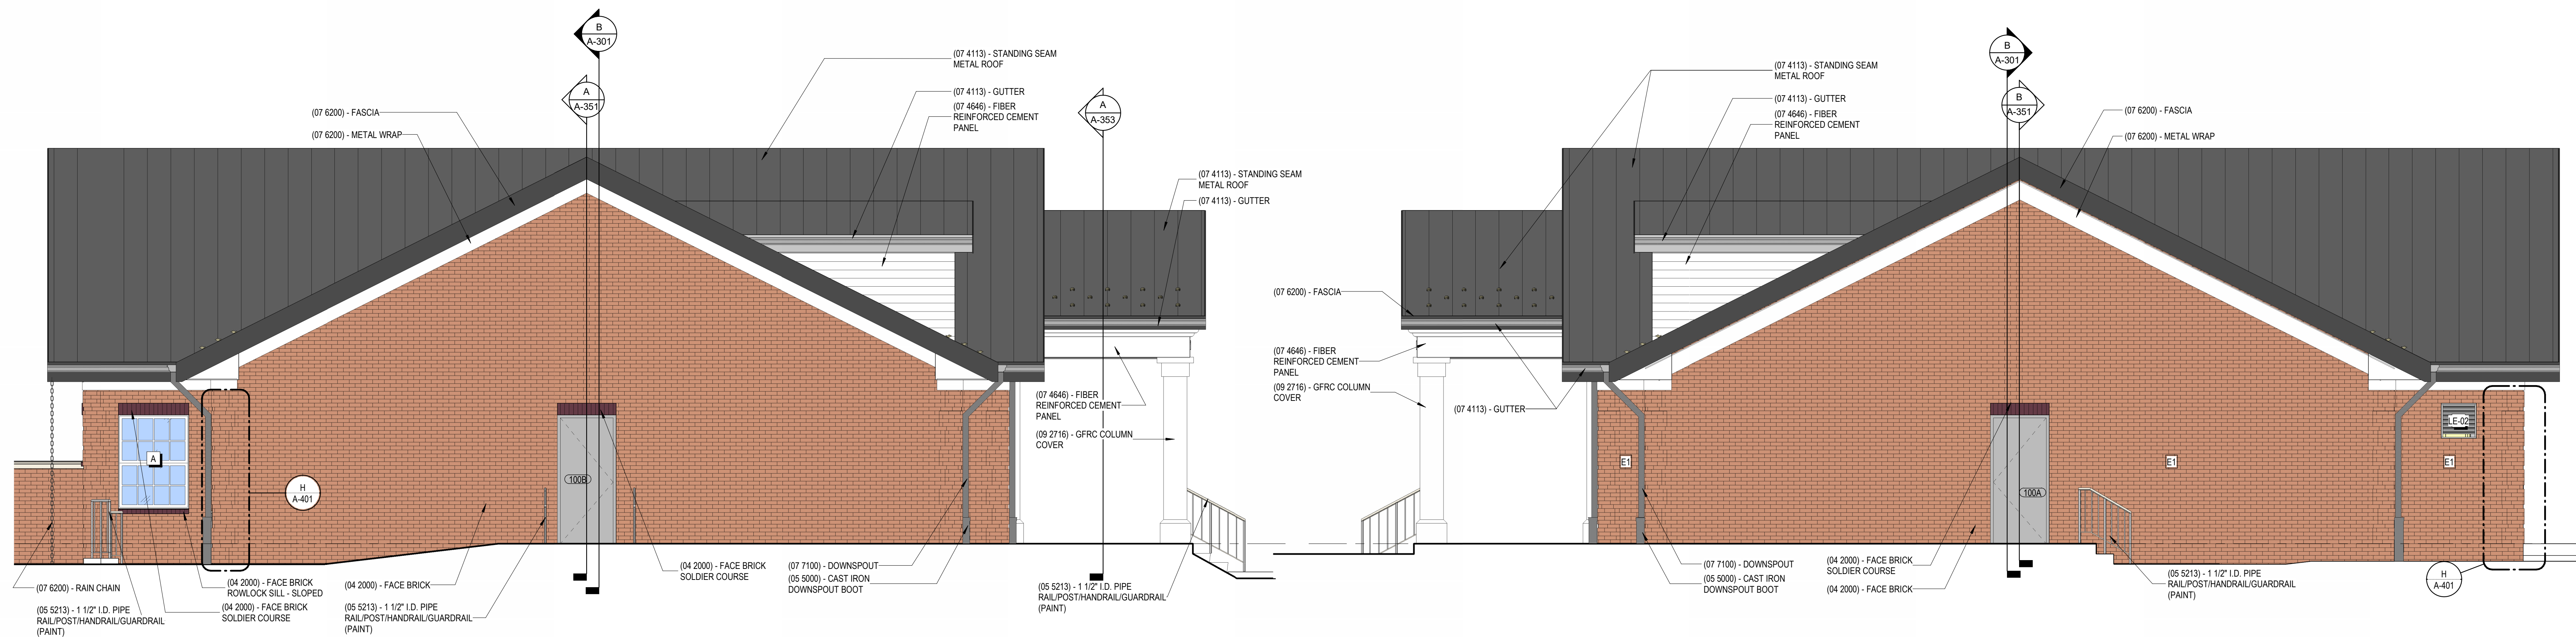 B
A-301
A
A-351
(07 4113) - STANDING SEAM
METAL ROOF
(07 4113) - GUTTER
(07 4646) - FIBER
REINFORCED CEMENT
PANEL
(07 6200) - FASCIA
(07 6200) - METAL WRAP
A
A-353
(07 4113) - STANDING SEAM
METAL ROOF
(07 4113) - GUTTER
A
H
A-401
100B
(07 4646) - FIBER
REINFORCED CEMENT
PANEL
(09 2716) - GFRC COLUMN
COVER
(07 6200) - RAIN CHAIN
(05 5213) - 1 1/2" I.D. PIPE
RAIL/POST/HANDRAIL/GUARDRAIL
(PAINT)
(04 2000) - FACE BRICK
ROWLOCK SILL - SLOPED
(04 2000) - FACE BRICK
SOLDIER COURSE
(04 2000) - FACE BRICK
(05 5213) - 1 1/2" I.D. PIPE
RAIL/POST/HANDRAIL/GUARDRAIL
(PAINT)
(04 2000) - FACE BRICK
SOLDIER COURSE
(07 7100) - DOWNSPOUT
(05 5000) - CAST IRON
DOWNSPOUT BOOT
(05 5213) - 1 1/2" I.D. PIPE
RAIL/POST/HANDRAIL/GUARDRAIL
(PAINT)
B
A-301
B
A-351
(07 4113) - STANDING SEAM
METAL ROOF
(07 4113) - GUTTER
(07 4646) - FIBER
REINFORCED CEMENT
PANEL
(07 6200) - FASCIA
(07 6200) - METAL WRAP
(07 6200) - FASCIA
(07 4646) - FIBER
REINFORCED CEMENT
PANEL
(09 2716) - GFRC COLUMN
COVER
(07 4113) - GUTTER
E1
100A
E1
E1
LE-02
(07 7100) - DOWNSPOUT
(05 5000) - CAST IRON
DOWNSPOUT BOOT
(04 2000) - FACE BRICK
SOLDIER COURSE
(04 2000) - FACE BRICK
(05 5213) - 1 1/2" I.D. PIPE
RAIL/POST/HANDRAIL/GUARDRAIL
(PAINT)
H
A-401